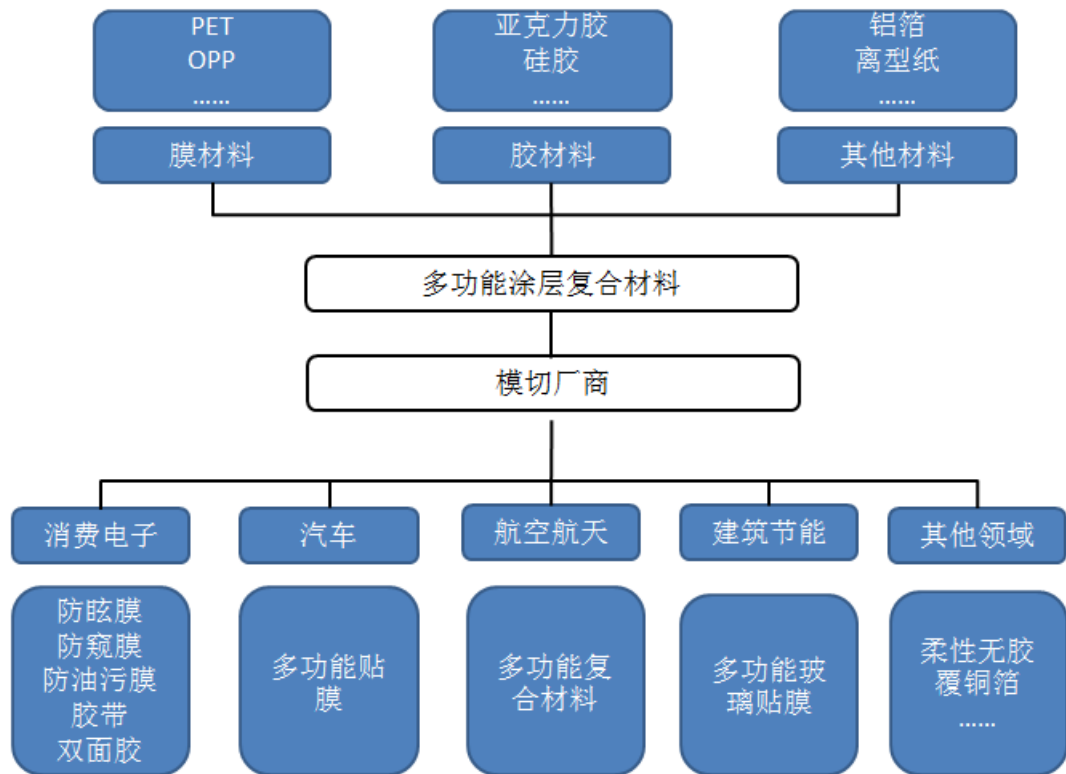 PET
OPP
……
亚克力胶
硅胶
……
铝箔
离型纸
……
膜材料
胶材料
其他材料
多功能涂层复合材料
模切厂商
消费电子
汽车
航空航天
建筑节能
其他领域
防眩膜
防窥膜
防油污膜
胶带
双面胶
多功能贴
膜
多功能复
合材料
多功能玻
璃贴膜
柔性无胶
覆铜箔
……